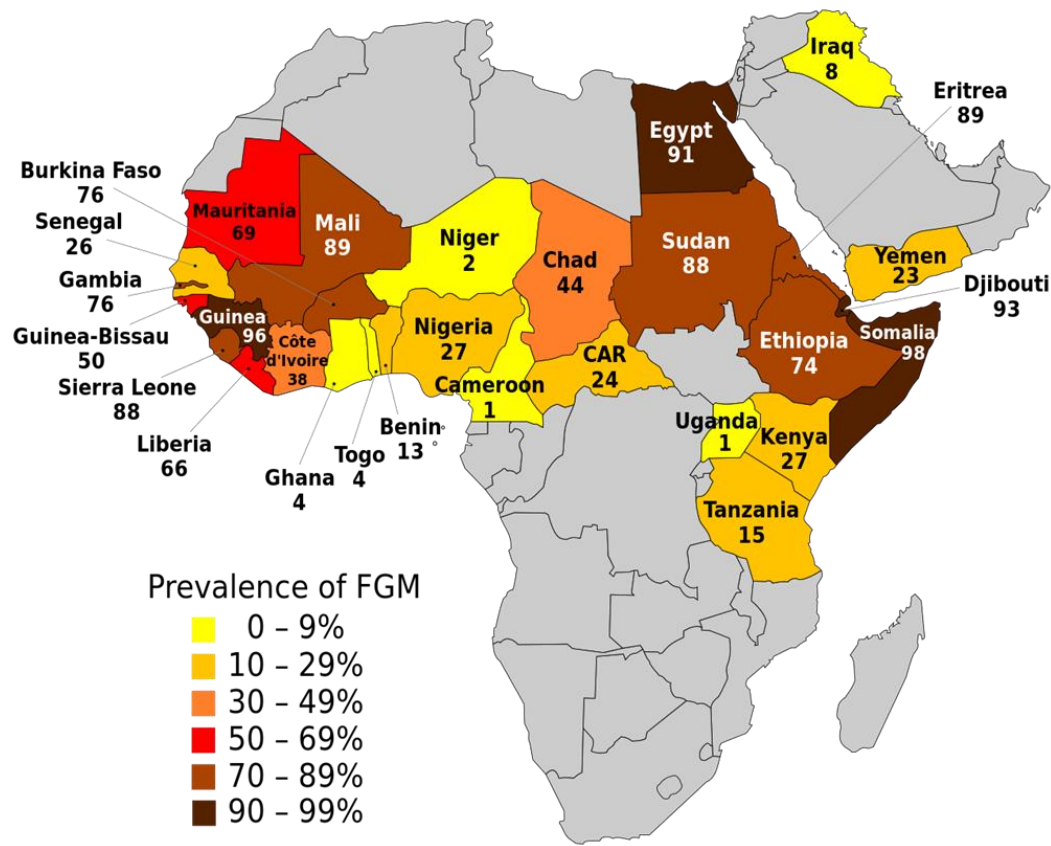 Iraq
8
Eritrea
89
Egypt
91
Burkina Faso
76
Mauritania
69
Mali
89
Senegal
26
Niger
2
Chad
44
Sudan
88
Yemen
23
Gambia
76
Djibouti
93
Guinea-Bissau
50
Guinea
96
Côte
d'Ivoire
38
Nigeria
27
CAR
24
Ethiopia
74
Somalia
98
Sierra Leone
88
Cameroon
1
Liberia
66
Benin
13
Togo
4
Ghana
4
Uganda
1
Kenya
27
Tanzania
15
Prevalence of FGM
0 – 9%
10 – 29%
30 – 49%
50 – 69%
70 – 89%
90 – 99%